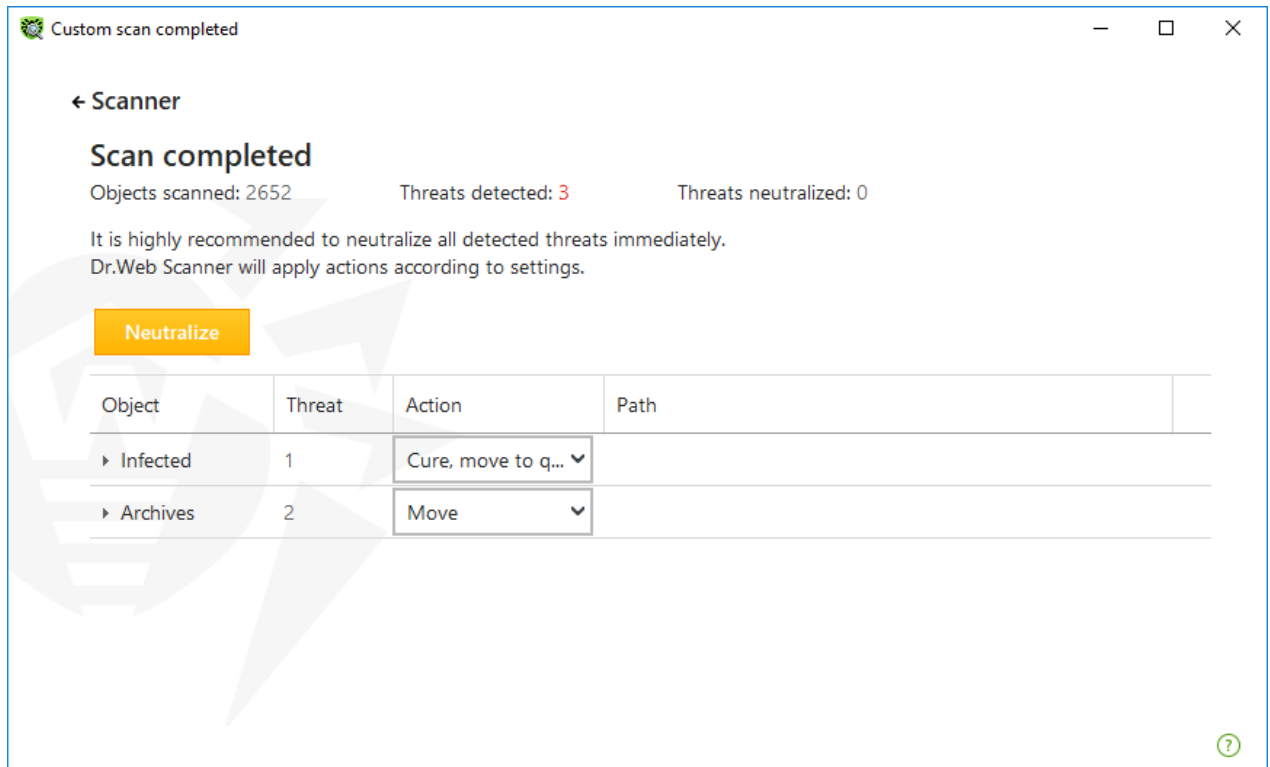 Custom scan completed
Scanner
Scan completed
Objects scanned: 2652 Threats detected: 3 Threats neutralized: 0
It is highly recommended to neutralize all detected threats immediately.
Dr.Web Scanner will apply actions according to settings.
Neutralize
Object Threat Action Path
Infected 1 Cure, move to q...
Archives 2 Move
?